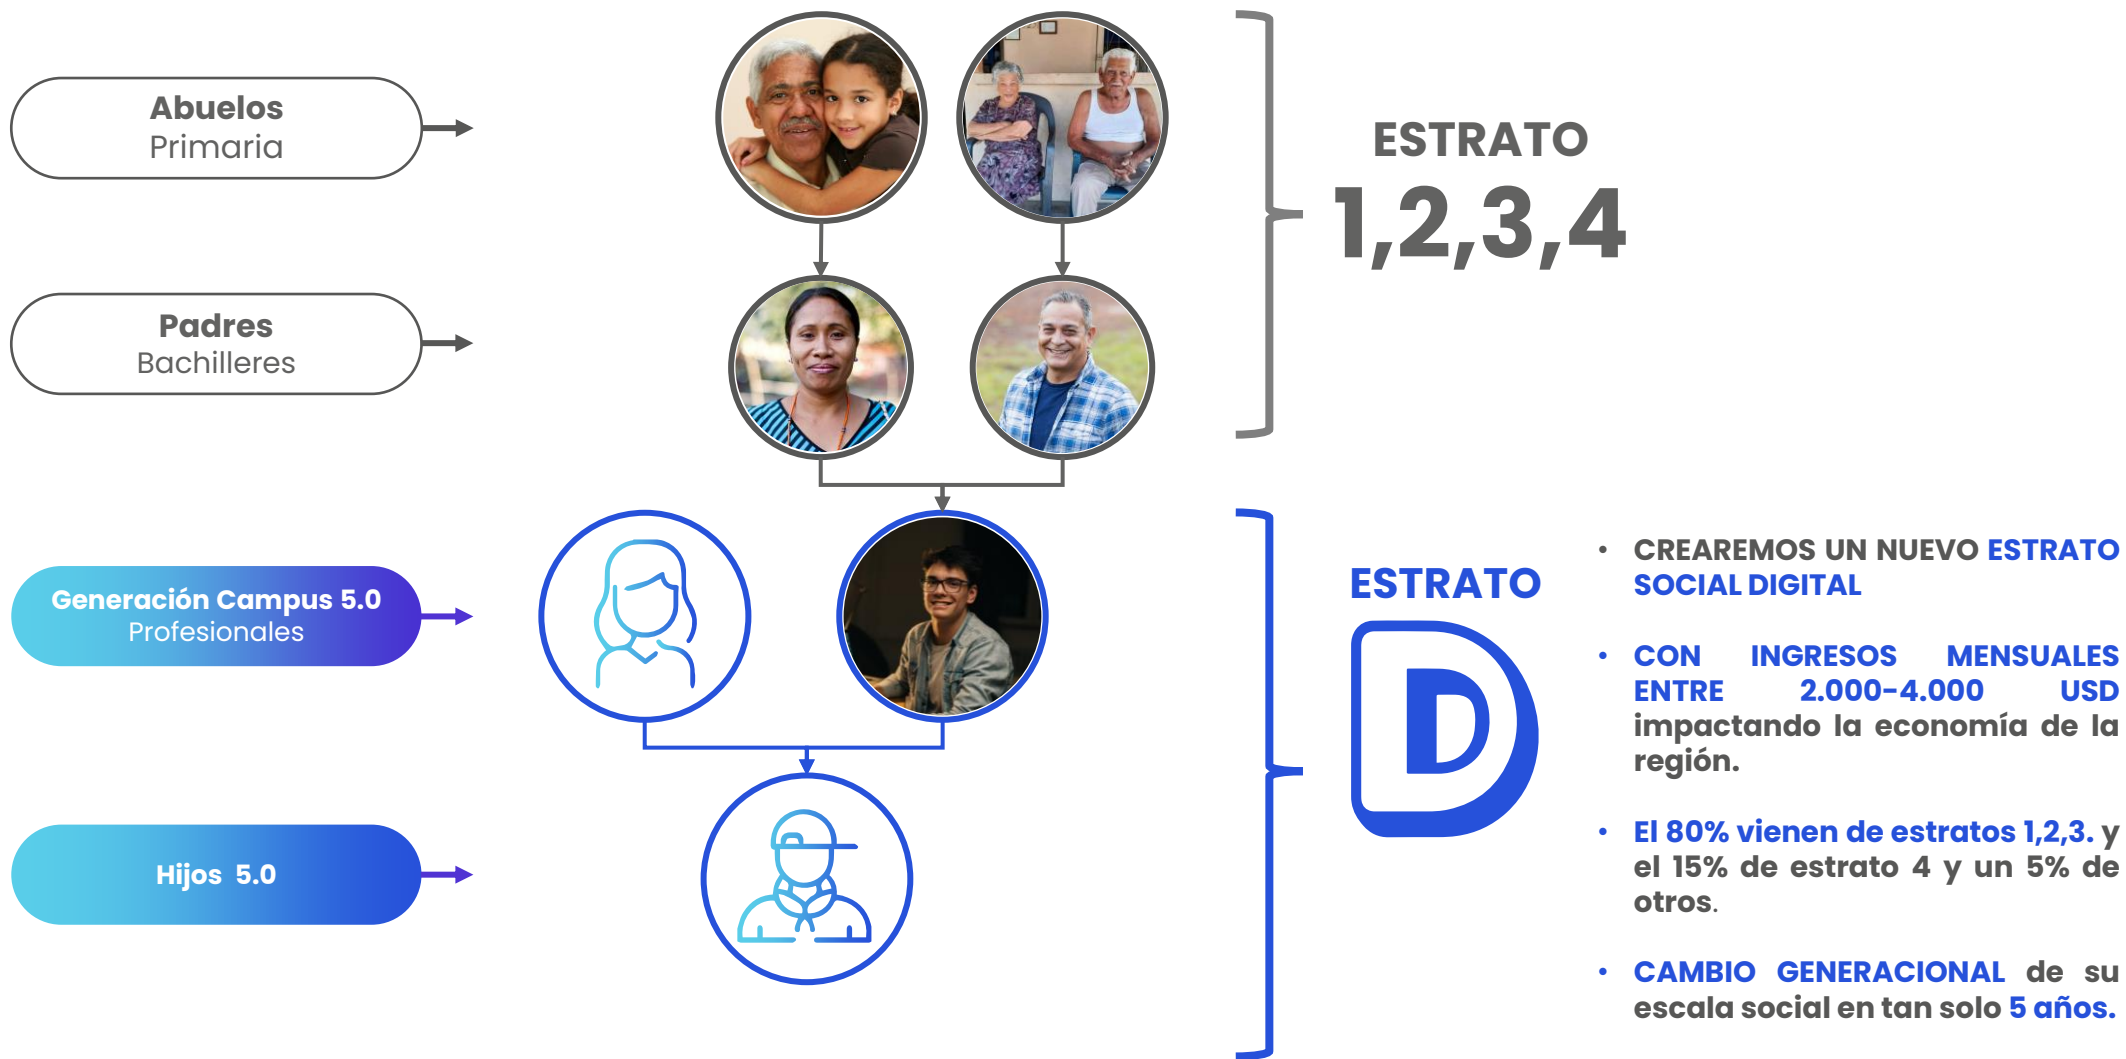 Abuelos
Primaria
ESTRATO
1,2,3,4
Padres
Bachilleres
Generación Campus 5.0
Profesionales
Hijos 5.0
ESTRATO
D
• CREAREMOS UN NUEVO ESTRATO
SOCIAL DIGITAL
• CON INGRESOS MENSUALES
ENTRE 2.000-4.000 USD
impactando la economía de la
región.
• El 80% vienen de estratos 1,2,3. y
el 15% de estrato 4 y un 5% de
otros.
• CAMBIO GENERACIONAL de su
escala social en tan solo 5 años.